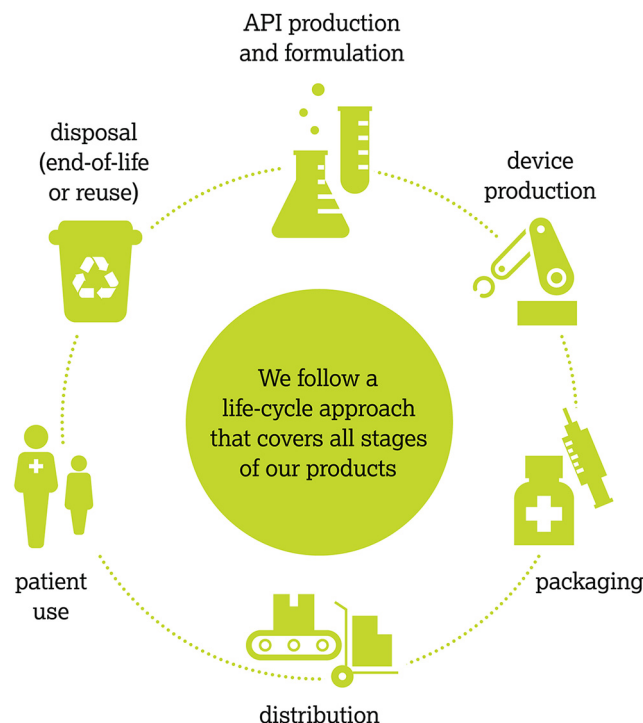 API production
and formulation
device
production
packaging
distribution
patient
use
disposal
(end-of-life
or reuse)
We follow a
life-cycle approach
that covers all stages
of our products